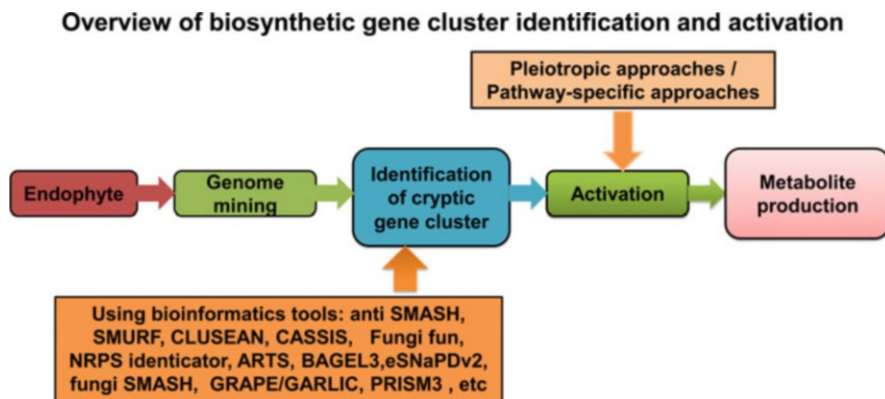 Overview of biosynthetic gene cluster identification and activation
Pleiotropic approaches /
Pathway-specific approaches
Endophyte
Genome
mining
Identification
of cryptic
gene cluster
Activation
Metabolite
production
Using bioinformatics tools: anti SMASH,
SMURF, CLUSEAN, CASSIS, Fungi fun,
NRPS identicator, ARTS, BAGEL3,eSNaPDv2,
fungi SMASH, GRAPE/GARLIC, PRISM3 , etc